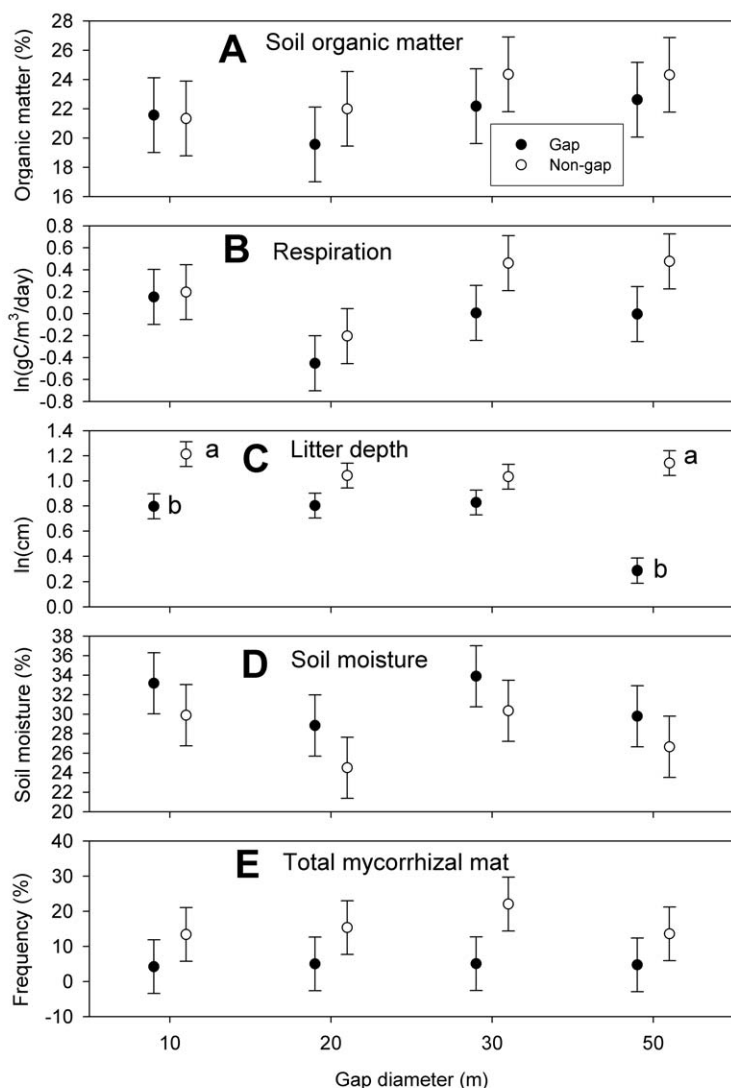 A Soil organic matter
Organic matter (%)
28
26
24
22
20
18
16
Gap
Non-gap
B Respiration
ln(gC/m³/day)
0.8
0.6
0.4
0.2
0.0
-0.2
-0.4
-0.6
-0.8
C Litter depth
ln(cm)
1.4
1.2
1.0
0.8
0.6
0.4
0.2
0.0
a
b
a
b
D Soil moisture
Soil moisture (%)
38
36
34
32
30
28
26
24
22
20
E Total mycorrhizal mat
Frequency (%)
40
30
20
10
0
-10
10 20 30 50
Gap diameter (m)